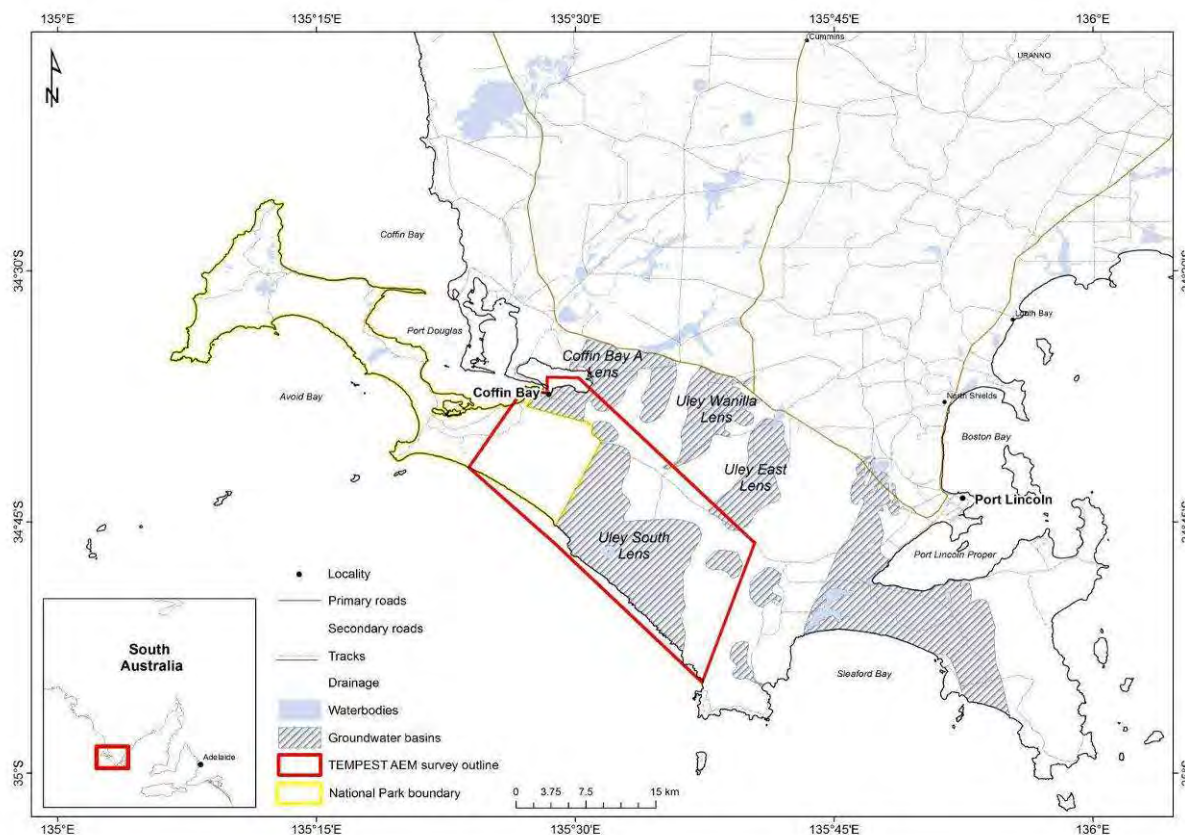 135°E
135°15'E
135°30'E
135°45'E
136°E
Cummins
URANNO
N
Coffin Bay
34°30'S
Port Douglas
Louth Bay
Coffin Bay A
Lens
Avoid Bay
Coffin Bay
Uley Wanilla
Lens
North Shields
Boston Bay
Uley East
Lens
Port Lincoln
34°45'S
34°45'S
Uley South
Lens
Port Lincoln Proper
Locality
Primary roads
Secondary roads
Tracks
Drainage
Waterbodies
Groundwater basins
TEMPEST AEM survey outline
National Park boundary
South
Australia
Adelaide
Sleaford Bay
0 3.75 7.5 15 km
35°S
135°E
135°15'E
135°30'E
135°45'E
136°E